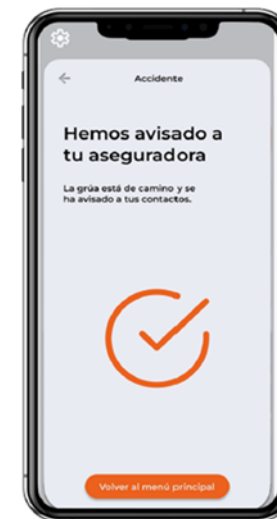 Accidente
Hemos avisado a
tu aseguradora
La grúa está de camino y se
ha avisado a tus contactos.
Volver al menú principal